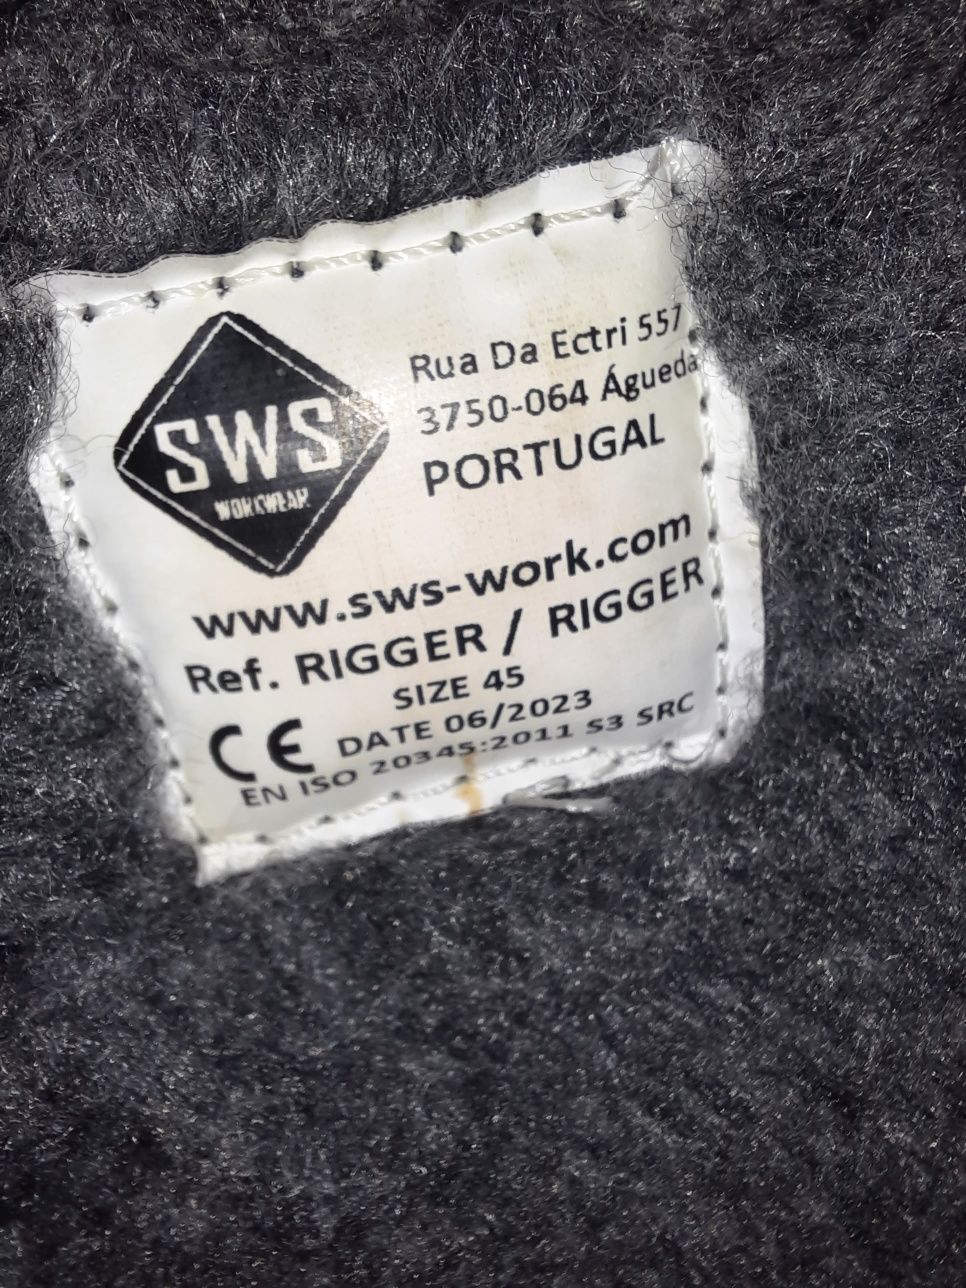 SWS
WORKWEAR
Rua Da Ectri 557
3750-064 Águeda
PORTUGAL
www.sws-work.com
Ref. RIGGER / RIGGER
SIZE 45
CE DATE 06/2023
EN ISO 20345:2011 S3 SRC